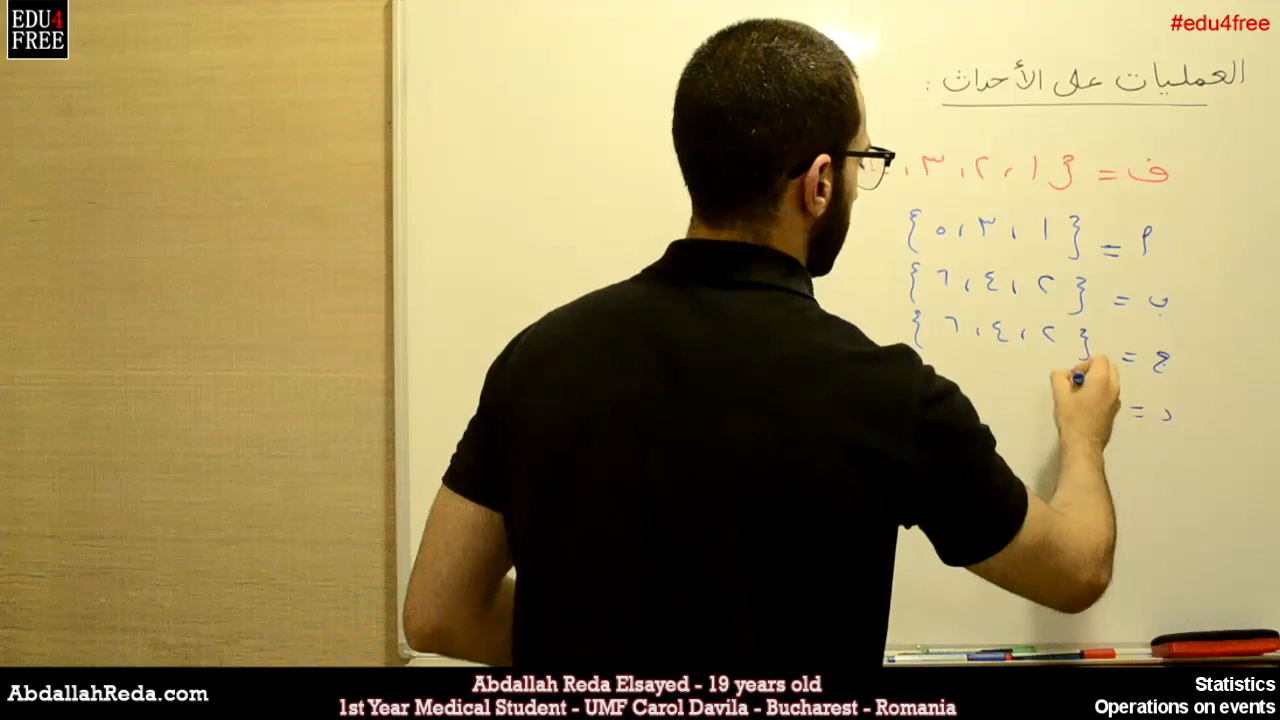 EDU4
FREE
#edu4free
العمليات على الأحداث :
ف = { ١ ، ٢ ، ٣ ،
م = { ١ ، ٣ ، ٥ }
ب = { ٢ ، ٤ ، ٦ }
ج = { ٢ ، ٤ ، ٦ }
د =
AbdallahReda.com
Abdallah Reda Elsayed - 19 years old
1st Year Medical Student - UMF Carol Davila - Bucharest - Romania
Statistics
Operations on events